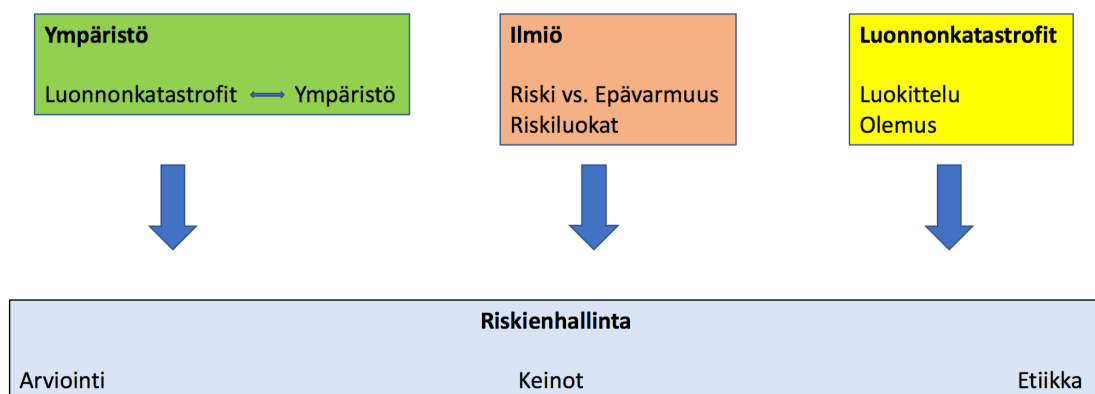 Ympäristö
Luonnonkatastrofit Ympäristö
Ilmiö
Riski vs. Epävarmuus
Riskiluokat
Luonnonkatastrofit
Luokittelu
Olemus
Riskienhallinta
Arviointi Keinot Etiikka